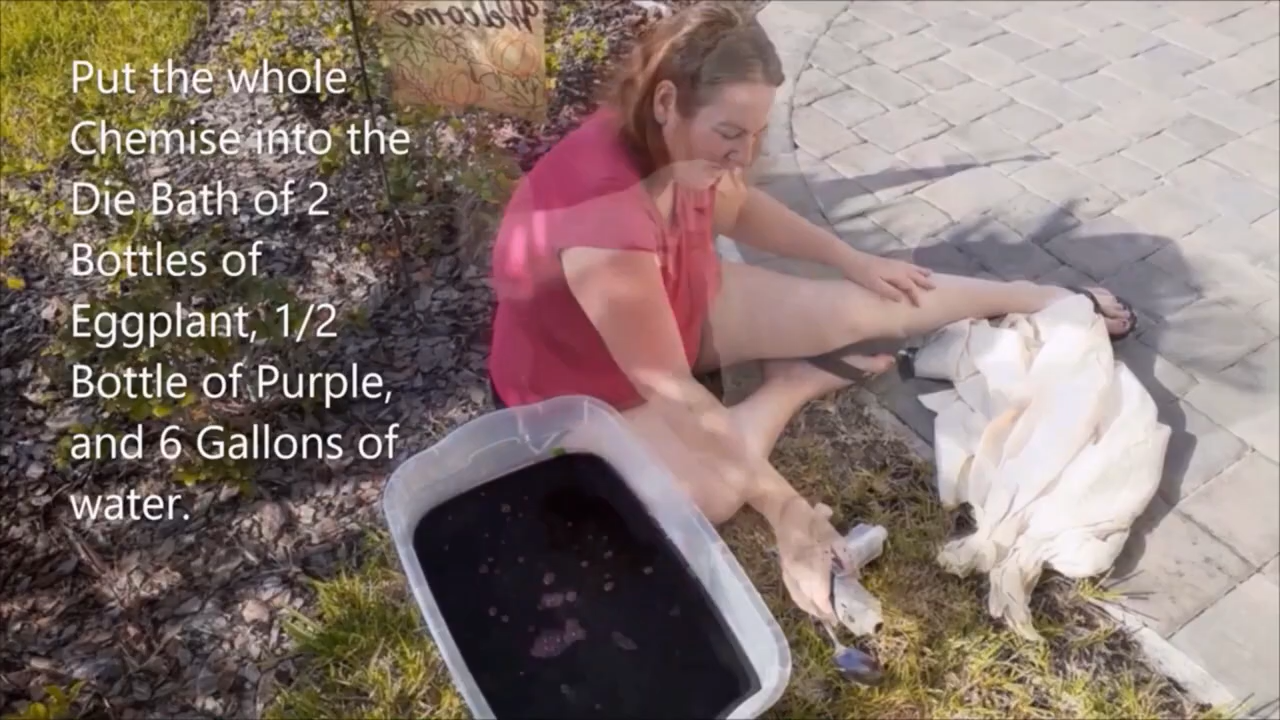 Welcome
Put the whole
Chemise into the
Die Bath of 2
Bottles of
Eggplant, 1/2
Bottle of Purple,
and 6 Gallons of
water.